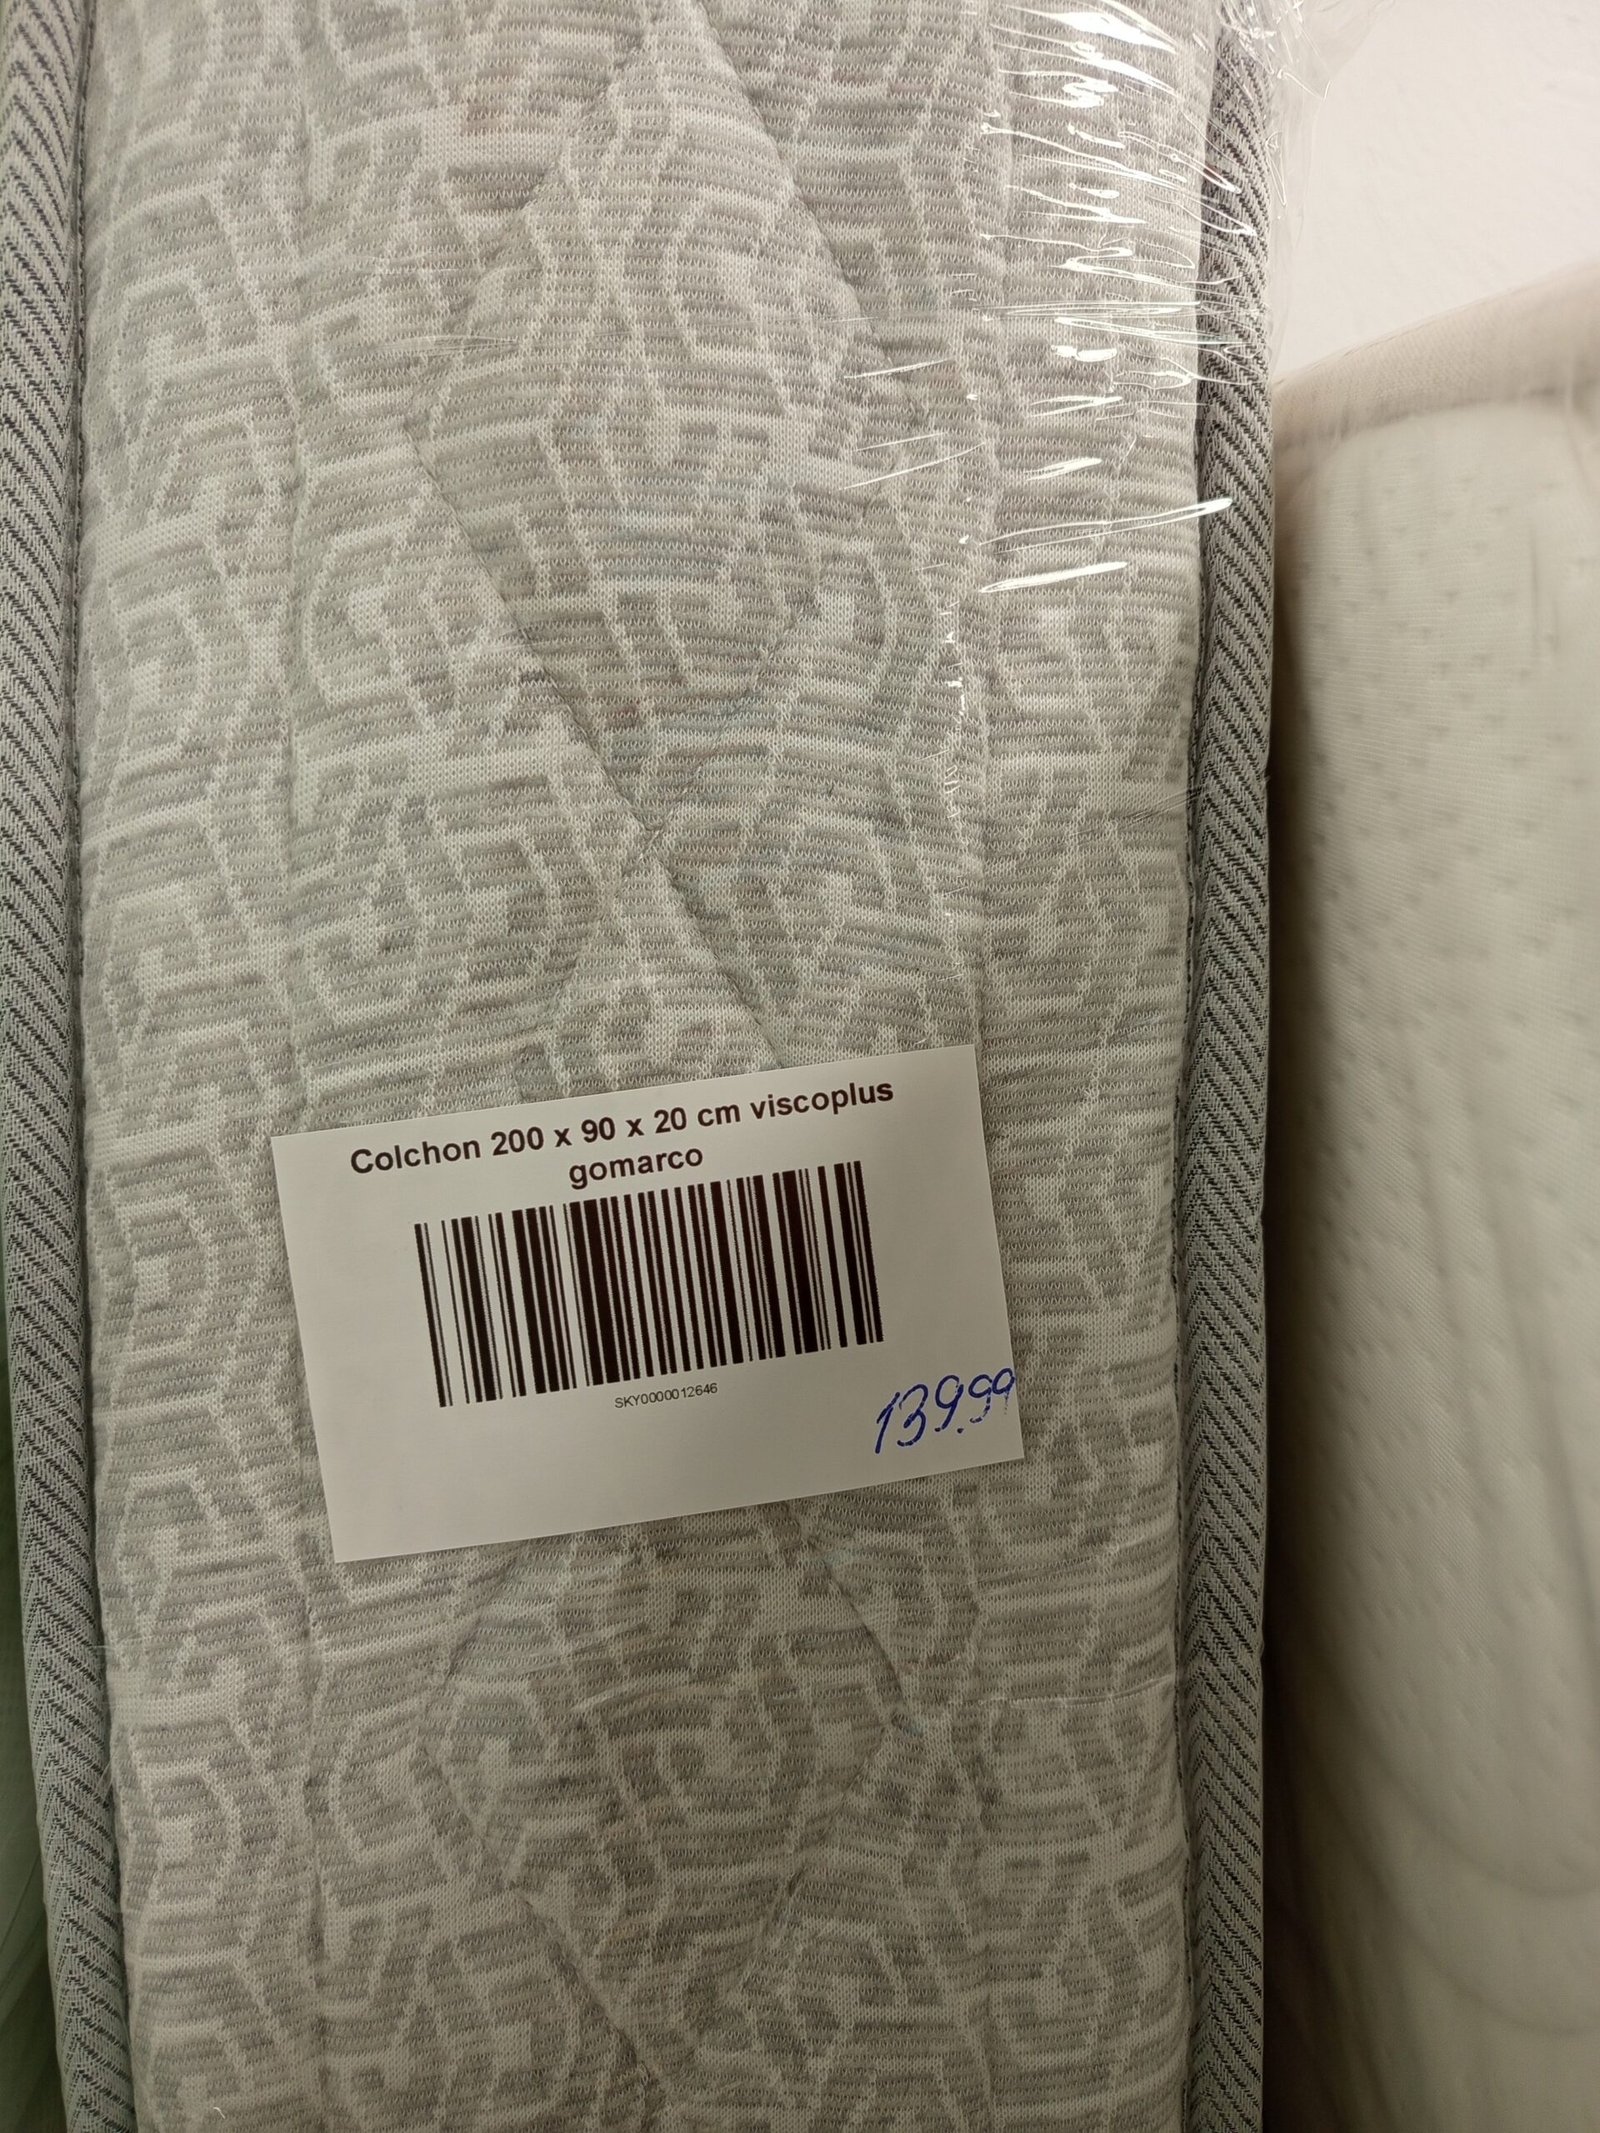 Colchon 200 x 90 x 20 cm viscoplus
gomarco
SKY0000012646
139.99